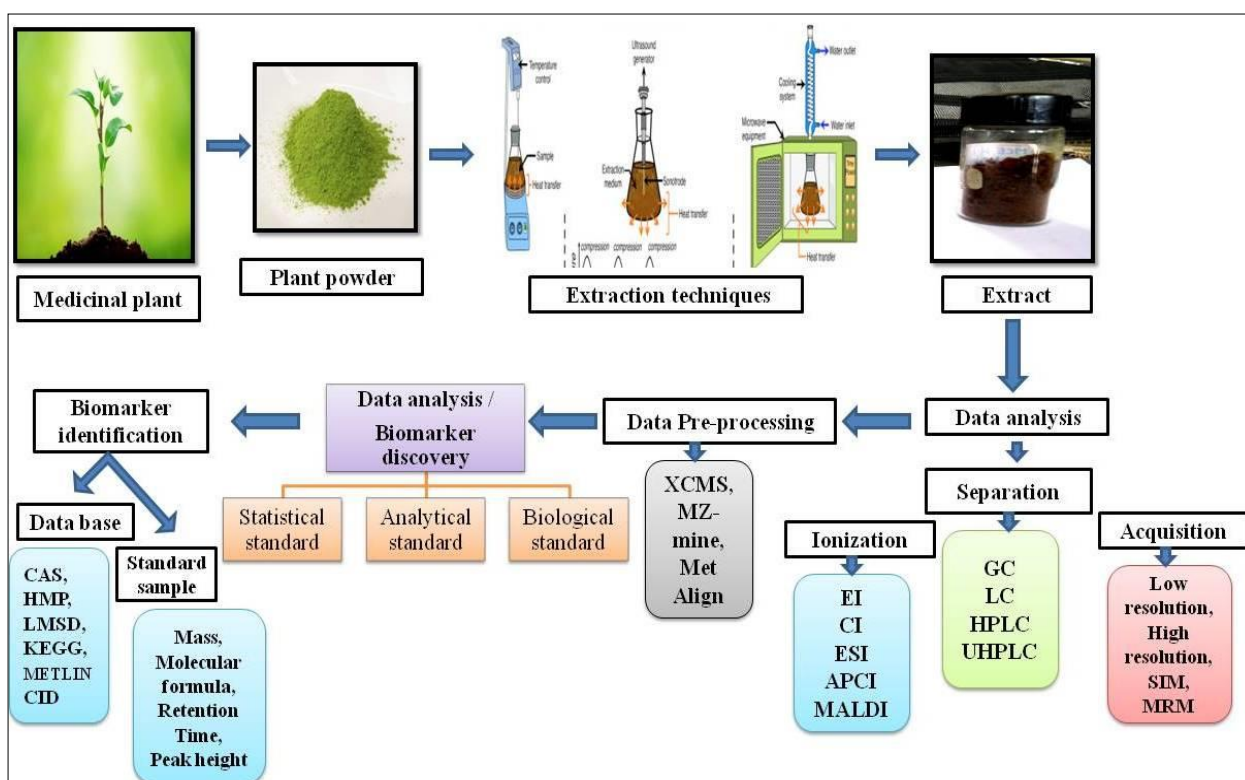 Temperature
control
Sample
Heat transfer
Ultrasound
generator
Extraction
medium
Sonotrode
Heat transfer
compression compression compression
Water outlet
Cooling
system
Water inlet
Microwave
equipment
Heat
transfer
Medicinal plant
Plant powder
Extraction techniques
Extract
Biomarker
identification
Data analysis /
Biomarker
discovery
Data Pre-processing
Data analysis
Data base
Standard
sample
CAS,
HMP,
LMSD,
KEGG,
METLIN
CID
Mass,
Molecular
formula,
Retention
Time,
Peak height
Statistical
standard
Analytical
standard
Biological
standard
XCMS,
MZ-
mine,
Met
Align
Separation
Ionization
Acquisition
EI
CI
ESI
APCI
MALDI
GC
LC
HPLC
UHPLC
Low
resolution,
High
resolution,
SIM,
MRM